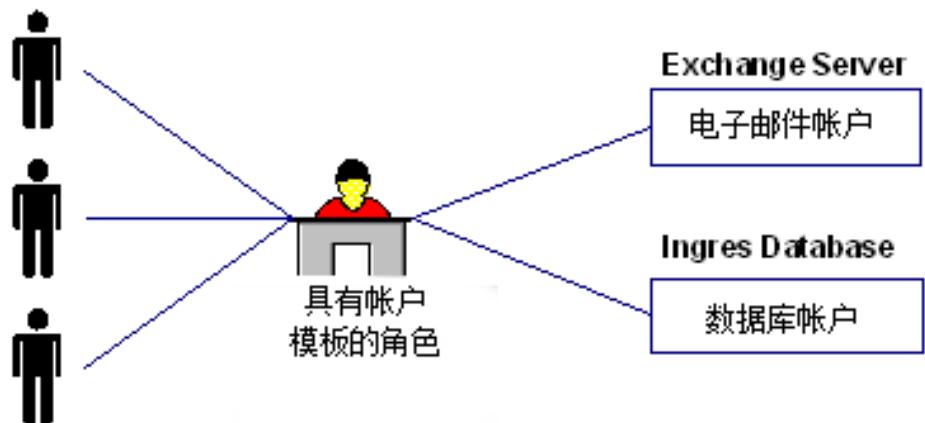 Exchange Server
电子邮件帐户
Ingres Database
数据库帐户
具有帐户
模板的角色